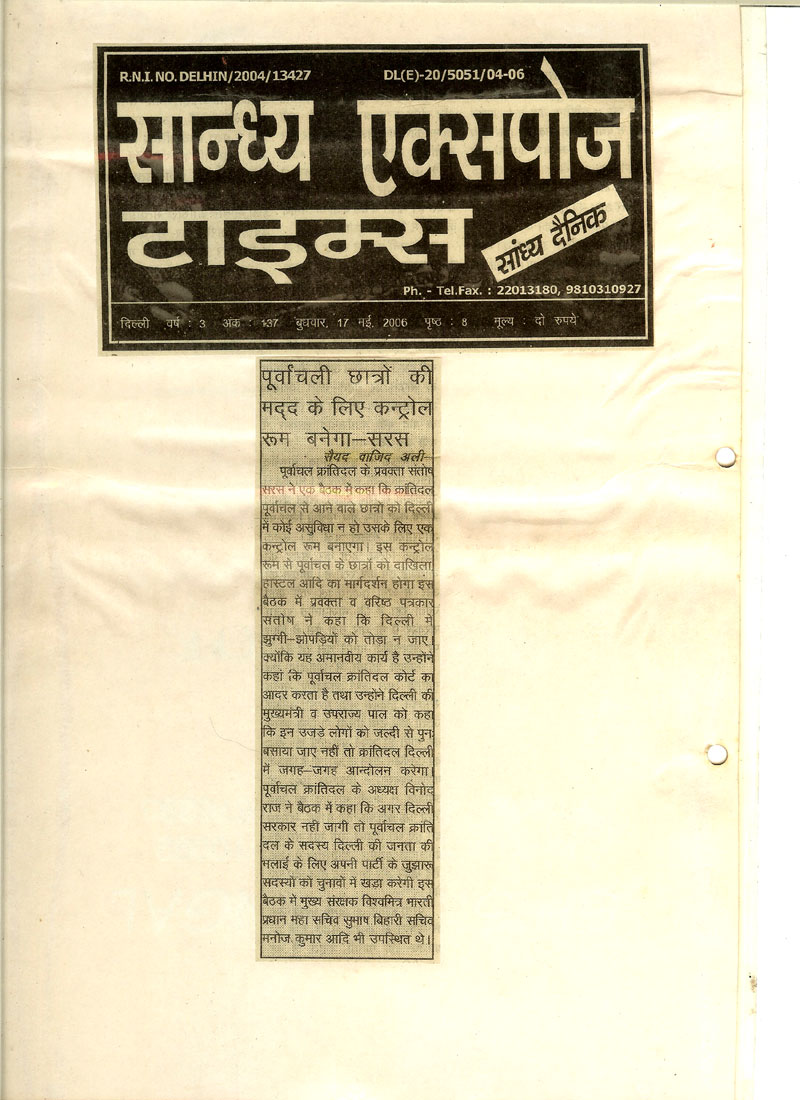 R.N.I. NO. DELHIN/2004/13427 DL(E)-20/5051/04-06
सान्ध्य एक्सपोज
टाइम्स
सांध्य दैनिक
Ph. - Tel.Fax. : 22013180, 9810310927
दिल्ली वर्ष : 3 अंक : 137 बुधवार, 17 मई, 2006 पृष्ठ : 8 मूल्य : दो रुपये
पूर्वांचली छात्रों की
मद्द के लिए कन्ट्रोल
रूम बनेगा–सरस
सैयद वाजिद अली
पूर्वाचल क्रांतिदल के प्रवक्ता संतोष
सरस ने एक बैठक में कहा कि क्रांतिदल
पूर्वाचल से आने वाले छात्रों को दिल्ली
में कोई असुविधा न हो उसके लिए एक
कन्ट्रोल रूम बनाएगा। इस कन्ट्रोल
रूम से पूर्वाचल के छात्रों को दाखिला,
हास्टल आदि का मार्गदर्शन होगा इस
बैठक में प्रवक्ता व वरिष्ठ पत्रकार
संतोष ने कहा कि दिल्ली में
झुग्गी–झोपड़ियों को तोडा न जाए।
क्योंकि यह अमानवीय कार्य है उन्होंने
कहां कि पूर्वाचल क्रांतिदल कोर्ट का
आदर करता है तथा उन्होने दिल्ली की
मुख्यमंत्री व उपराज्य पाल को कहा
कि इन उजडे लोगों को जल्दी से पुनः
बसाया जाए नहीं तो क्रांतिदल दिल्ली
में जगह–जगह आन्दोलन करेगा।
पूर्वाचल क्रांतिदल के अध्यक्ष विनोद
राज ने बैठक में कहा कि अगर दिल्ली
सरकार नही जागी तो पूर्वाचल क्रांति
दल के सदस्य दिल्ली की जनता की
भलाई के लिए अपनी पार्टी के जुझारू
सदस्यों को चुनावों में खड़ा करेगी इस
बैठक में मुख्य संरक्षक विश्वमित्र भारती
प्रधान महा सचिव सुभाष बिहारी सचिव
मनोज कुमार आदि भी उपस्थित थे।